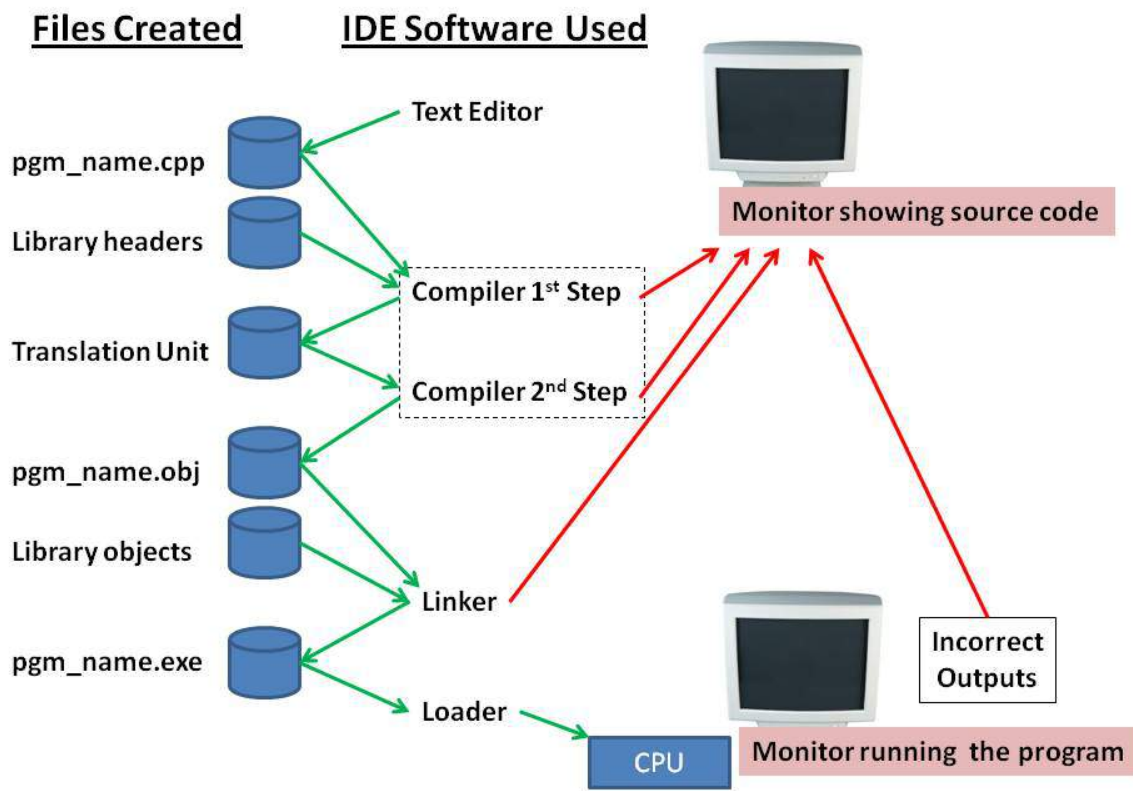 Files Created
IDE Software Used
Text Editor
pgm_name.cpp
Monitor showing source code
Library headers
Compiler 1st Step
Translation Unit
Compiler 2nd Step
pgm_name.obj
Library objects
Linker
Incorrect
Outputs
pgm_name.exe
Loader
CPU
Monitor running the program